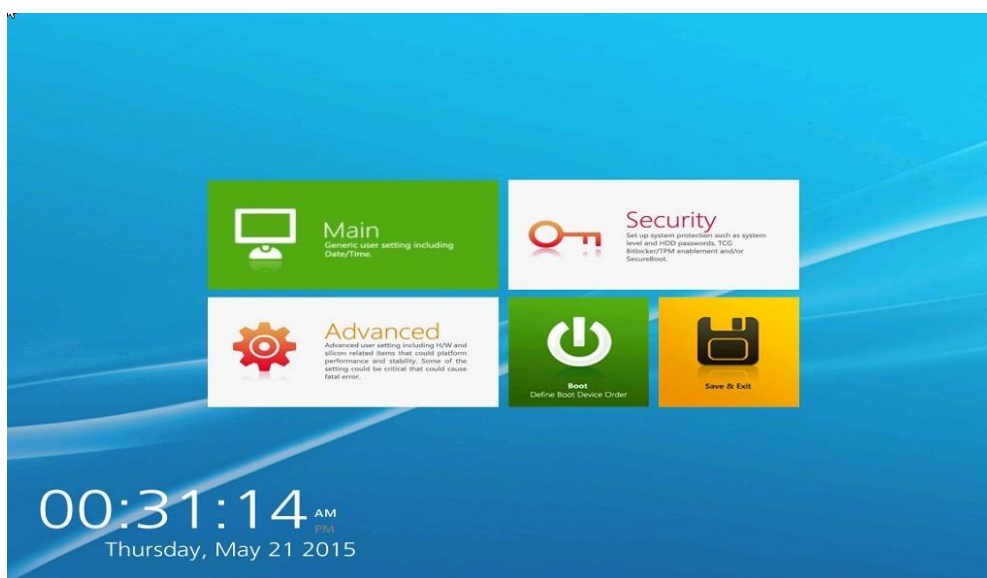 Main
Generic user setting including
Date/Time.
Security
Set up system protection such as system
level and HDD passwords, TCG
Bitlocker/TPM enablement and/or
SecureBoot.
Advanced
Advanced user setting including H/W and
silicon related items that could platform
performance and stability. Some of the
setting could be critical that could cause
fatal error.
Boot
Define Boot Device Order
Save & Exit
00:31:14 AM
PM
Thursday, May 21 2015